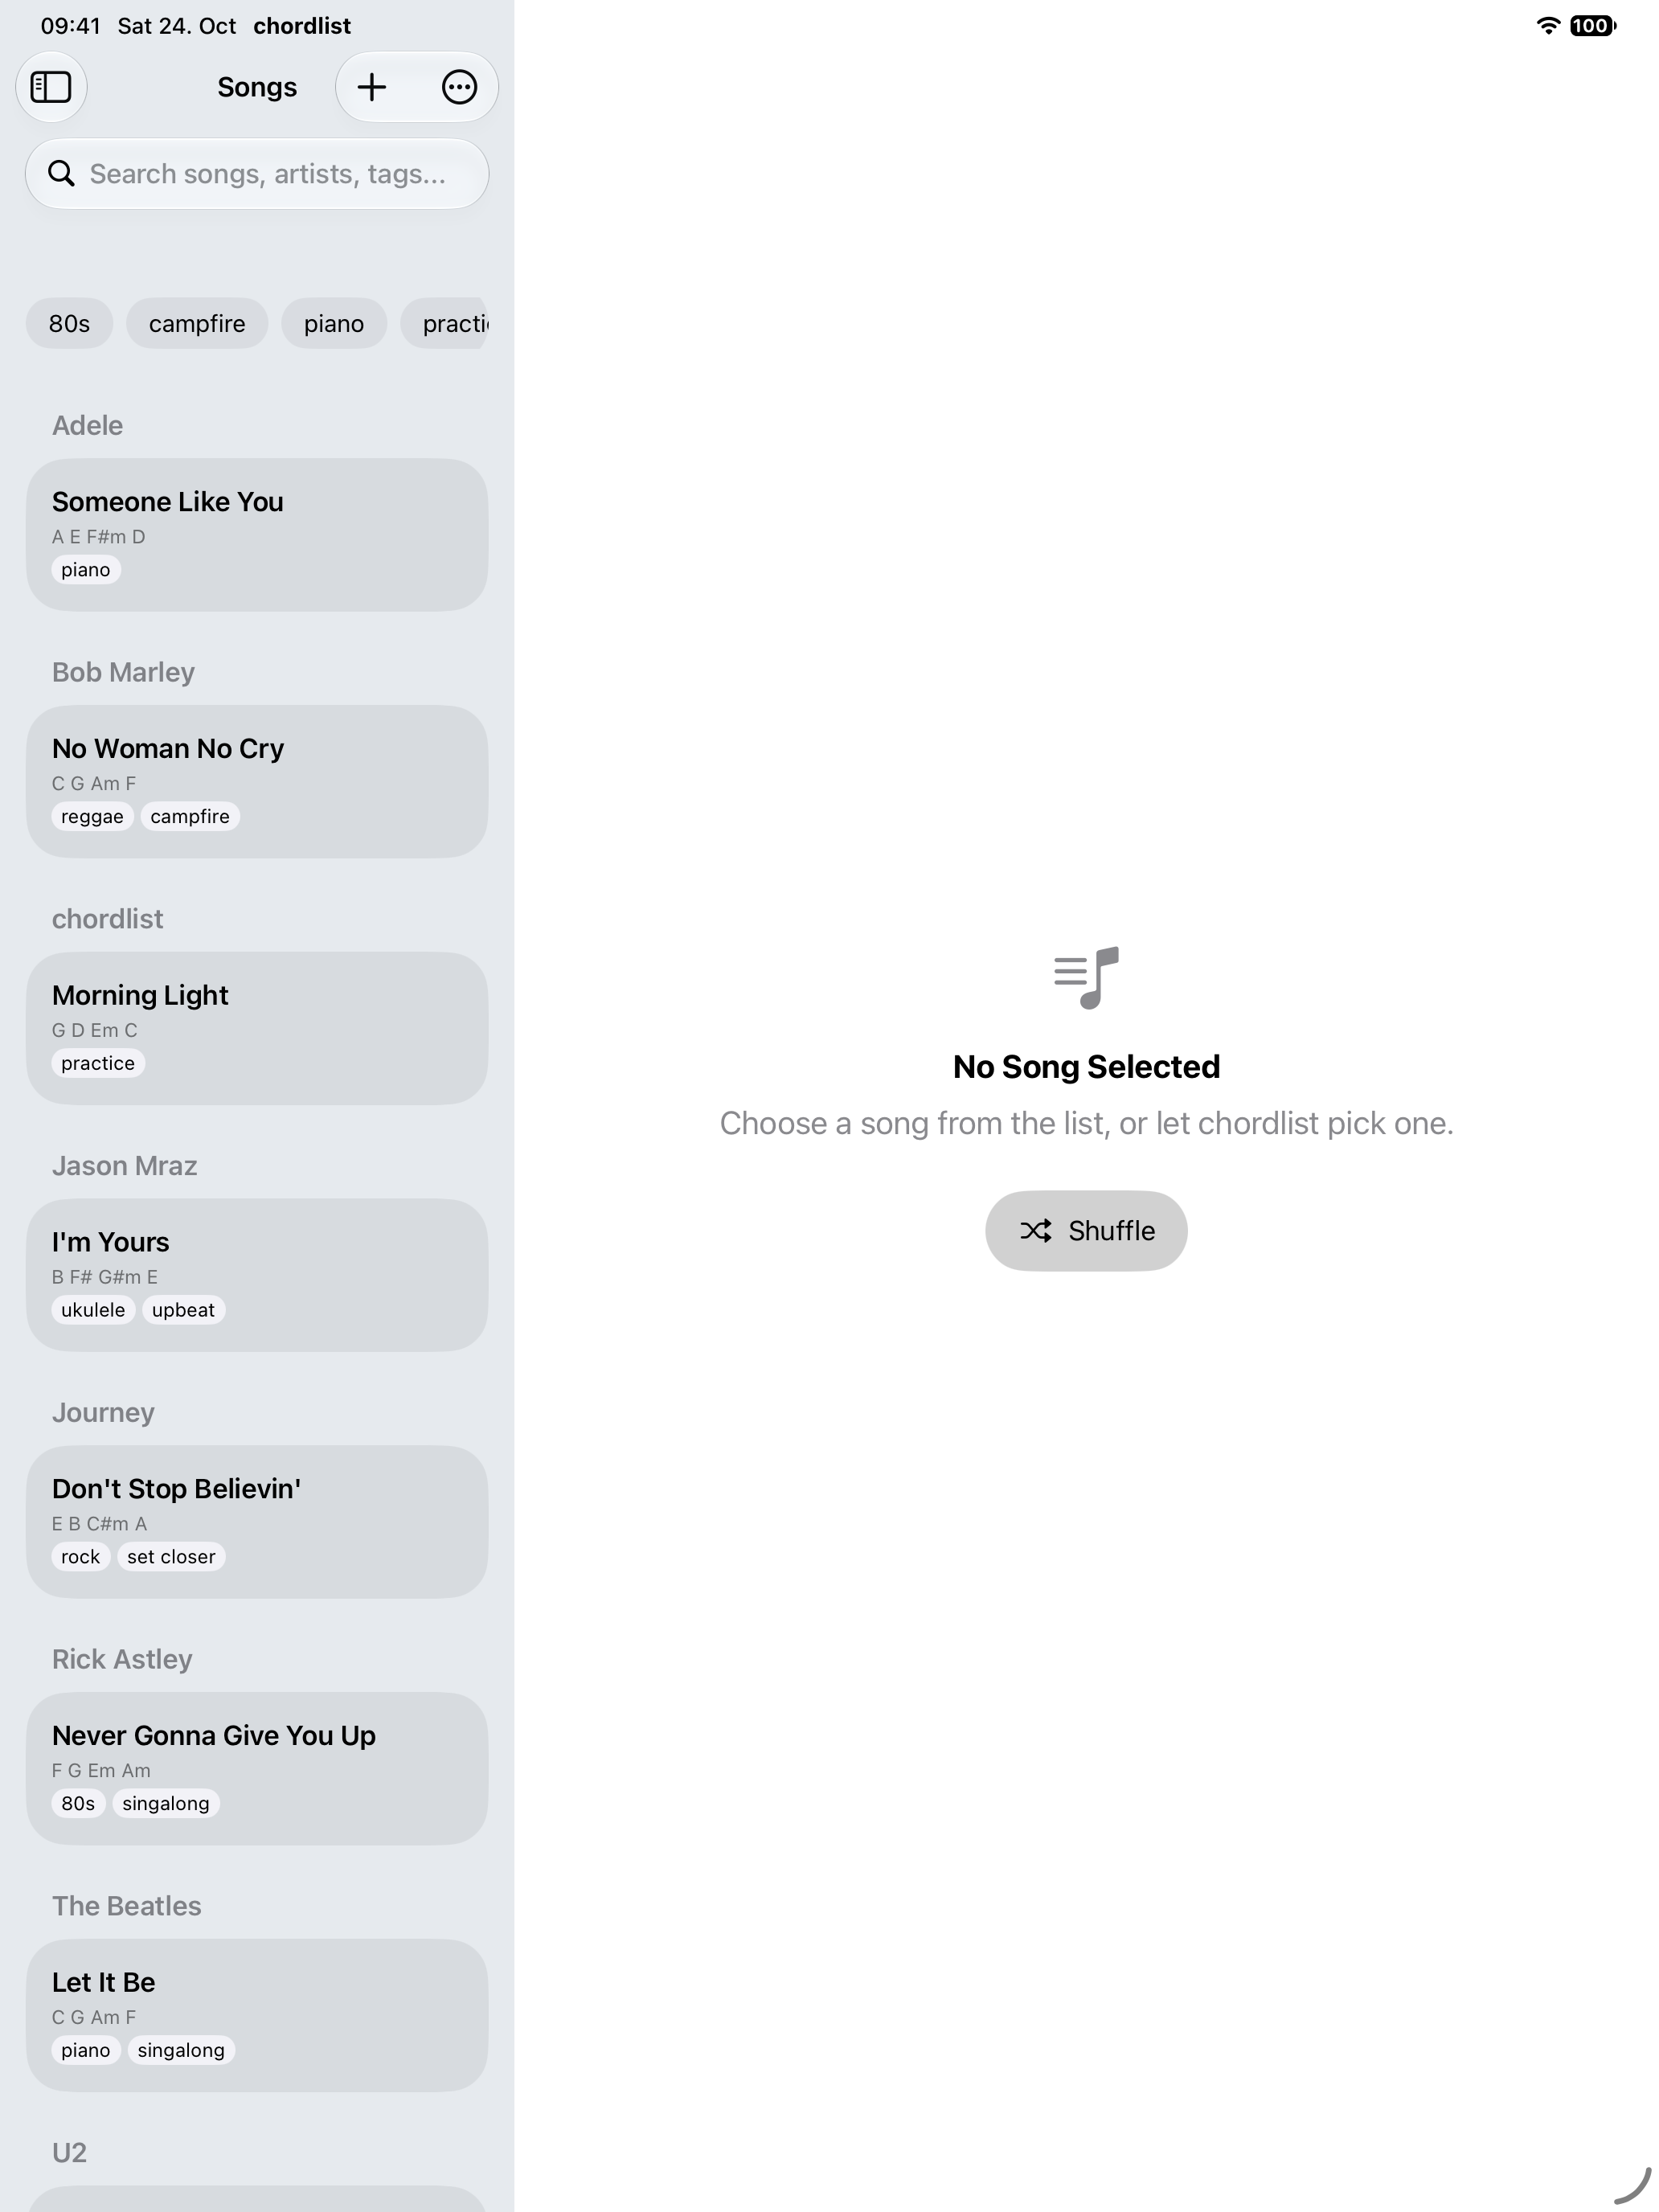 09:41 Sat 24. Oct chordlist
100
Songs
Search songs, artists, tags...
80s campfire piano
Adele
Someone Like You
A E F#m D
piano
Bob Marley
No Woman No Cry
C G Am F
reggae campfire
chordlist
Morning Light
G D Em C
practice
Jason Mraz
I'm Yours
B F# G#m E
ukulele upbeat
Journey
Don't Stop Believin'
E B C#m A
rock set closer
Rick Astley
Never Gonna Give You Up
F G Em Am
80s singalong
The Beatles
Let It Be
C G Am F
piano singalong
U2
No Song Selected
Choose a song from the list, or let chordlist pick one.
Shuffle